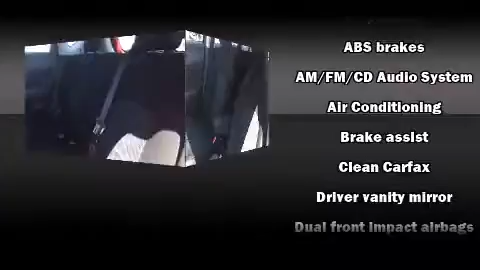 ABS brakes
AM/FM/CD Audio System
Air Conditioning
Brake assist
Clean Carfax
Driver vanity mirror
Dual front impact airbags